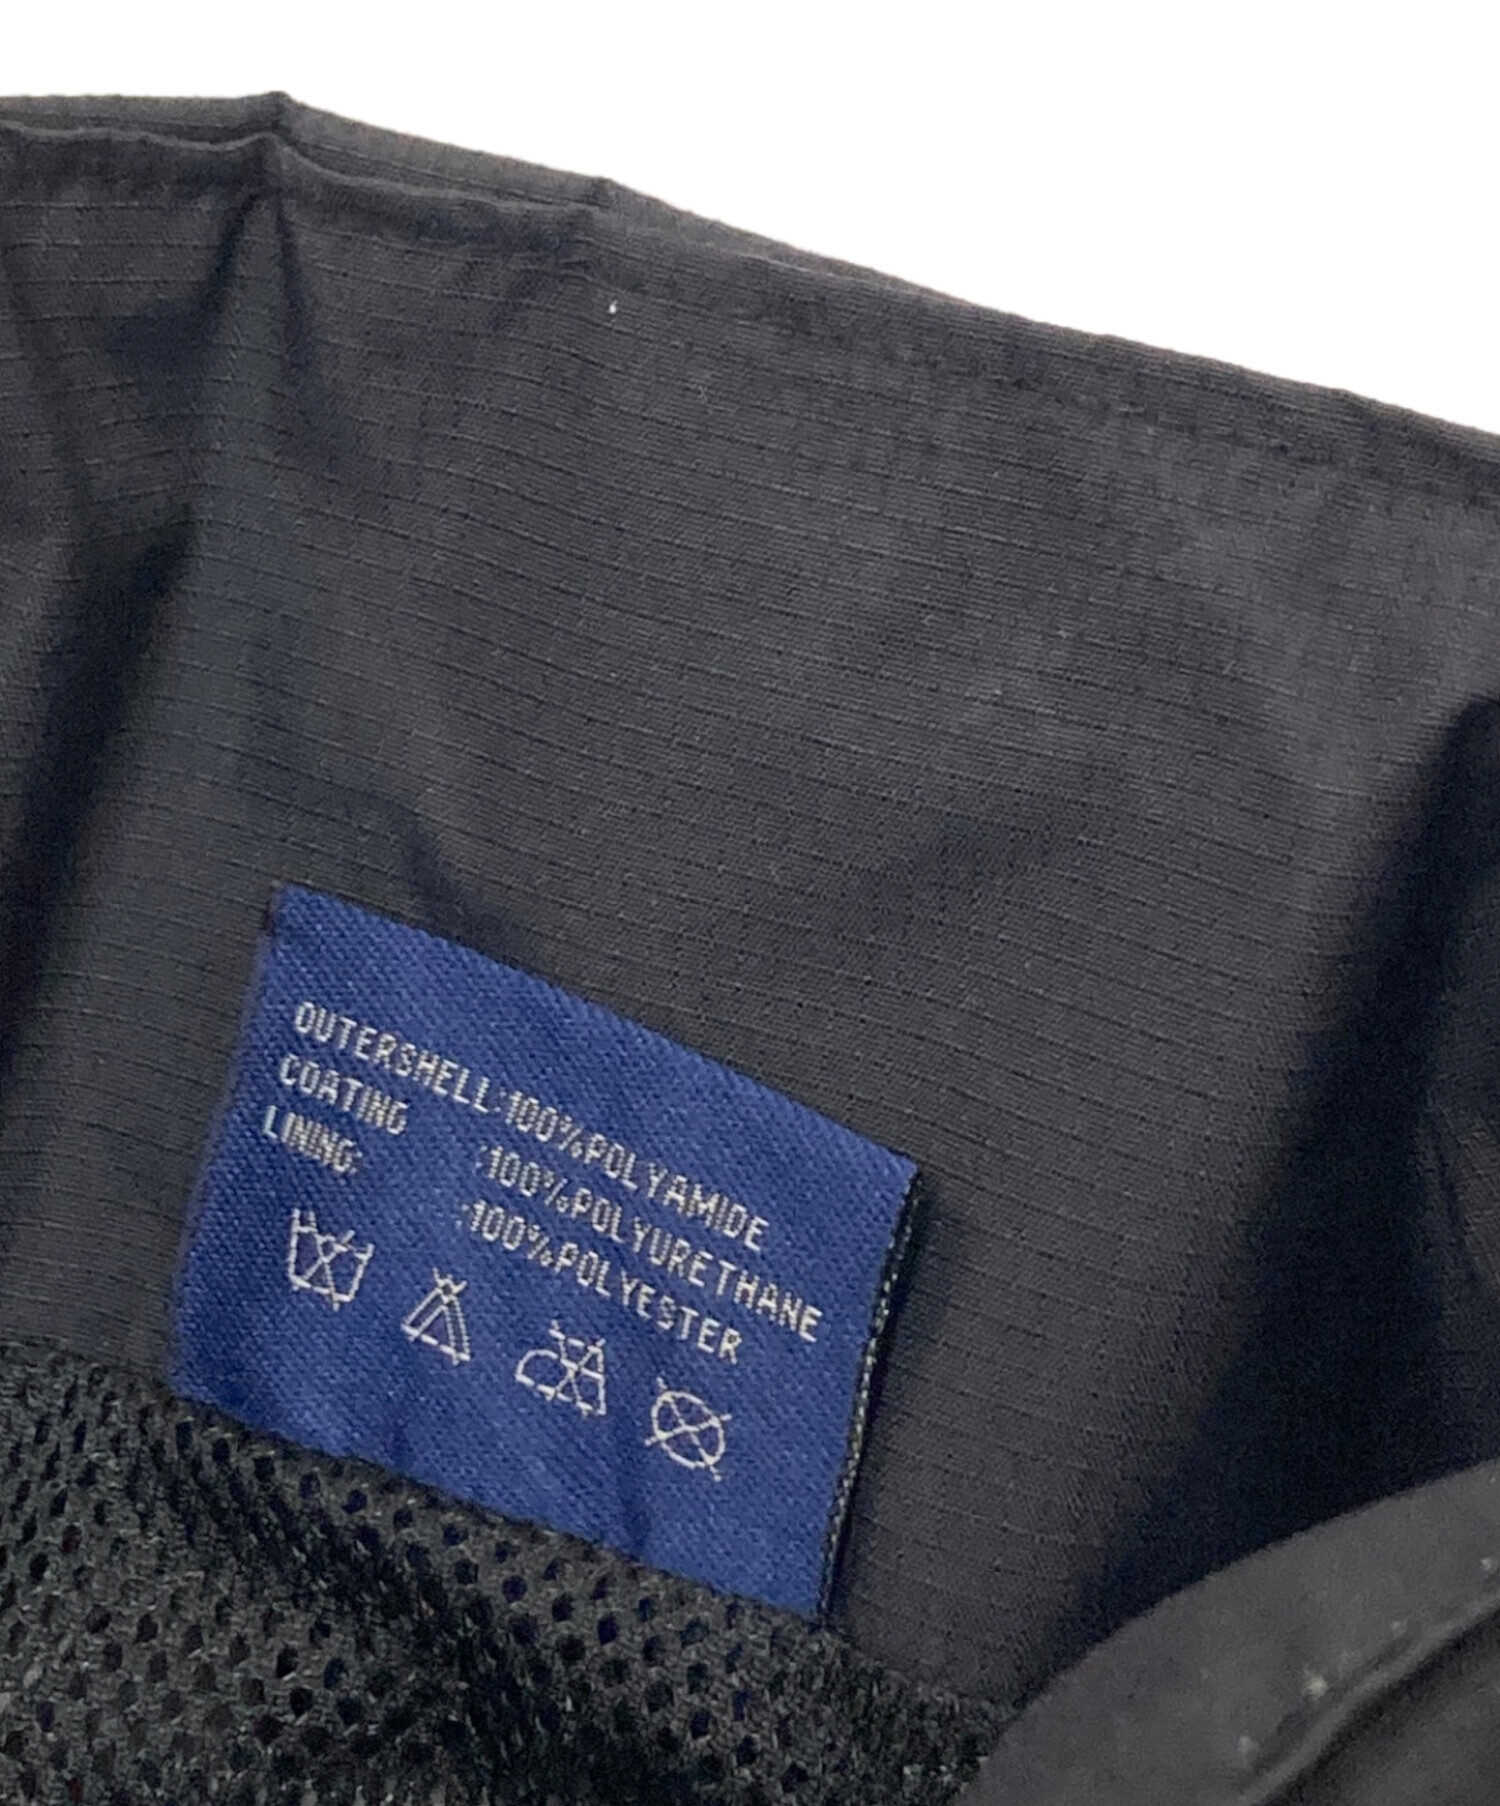 OUTERSHELL:100%POLYAMIDE
COATING :100%POLYURETHANE
LINING: :100%POLYESTER